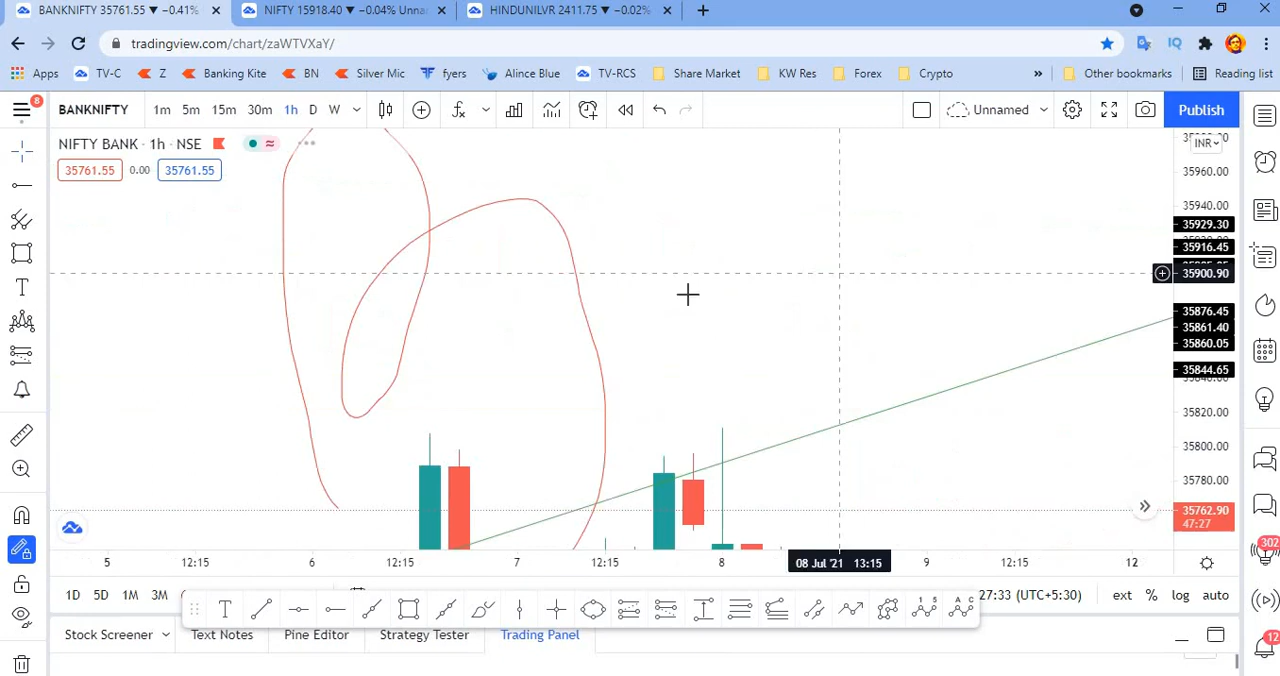 BANKNIFTY 35761.55 ▼ −0.41%
NIFTY 15918.40 ▼ −0.04% Unna
HINDUNILVR 2411.75 ▼ −0.02%
tradingview.com/chart/zaWTVXaY/
IQ
Apps TV-C Z Banking Kite BN Silver Mic fyers Alince Blue TV-RCS Share Market KW Res Forex Crypto » Other bookmarks Reading list
8
BANKNIFTY 1m 5m 15m 30m 1h D W Unnamed Publish
NIFTY BANK · 1h · NSE
35761.55 0.00 35761.55
INR
35960.00
35940.00
35929.30
35916.45
35900.90
35876.45
35861.40
35860.05
35844.65
35820.00
35800.00
35780.00
35762.90
47:27
5 12:15 6 12:15 7 12:15 8 08 Jul '21 13:15 9 12:15 12
1D 5D 1M 3M 27:33 (UTC+5:30) ext % log auto
302
Stock Screener Text Notes Pine Editor Strategy Tester Trading Panel
12